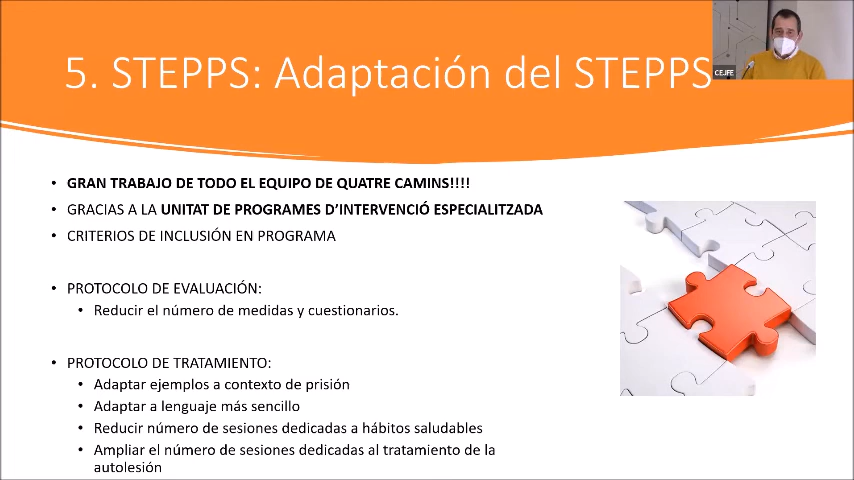 5. STEPPS: Adaptación del STEPPS
CEJFE
• GRAN TRABAJO DE TODO EL EQUIPO DE QUATRE CAMINS!!!!
• GRACIAS A LA UNITAT DE PROGRAMES D'INTERVENCIÓ ESPECIALITZADA
• CRITERIOS DE INCLUSIÓN EN PROGRAMA
• PROTOCOLO DE EVALUACIÓN:
• Reducir el número de medidas y cuestionarios.
• PROTOCOLO DE TRATAMIENTO:
• Adaptar ejemplos a contexto de prisión
• Adaptar a lenguaje más sencillo
• Reducir número de sesiones dedicadas a hábitos saludables
• Ampliar el número de sesiones dedicadas al tratamiento de la
autolesión